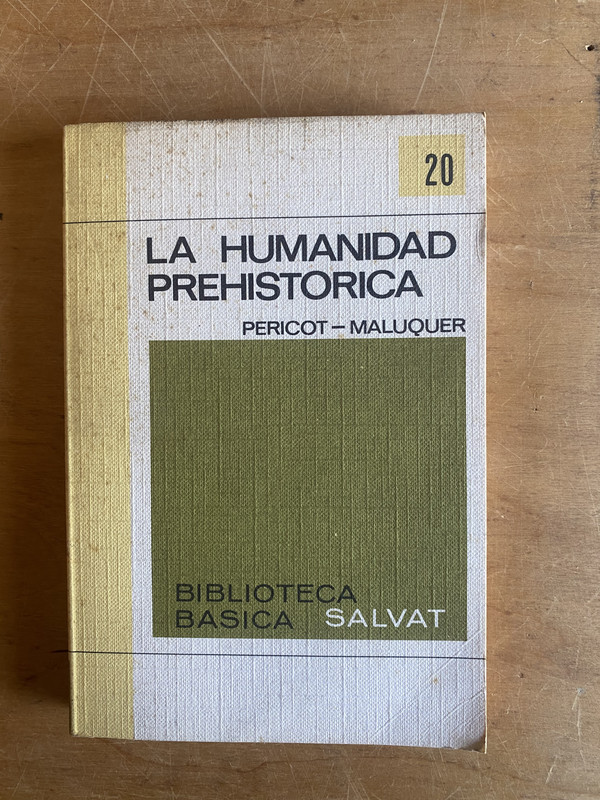 20
LA HUMANIDAD
PREHISTORICA
PERICOT – MALUQUER
BIBLIOTECA
BASICA SALVAT